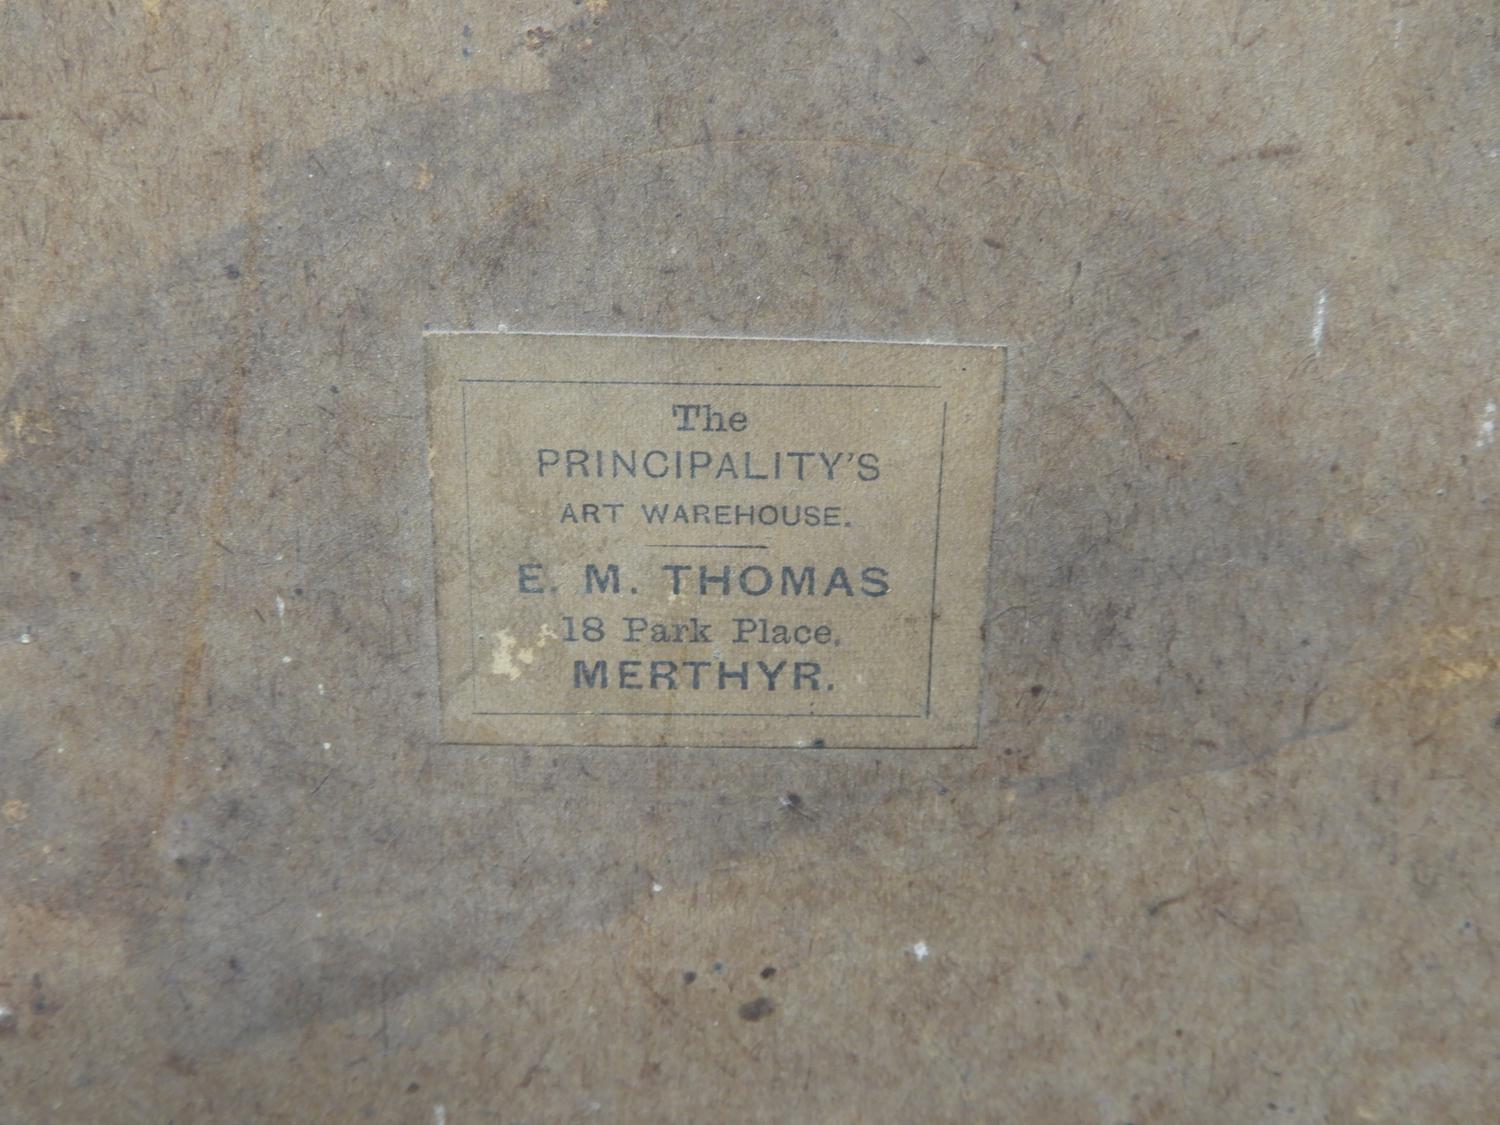 The
PRINCIPALITY'S
ART WAREHOUSE.
E. M. THOMAS
18 Park Place,
MERTHYR.